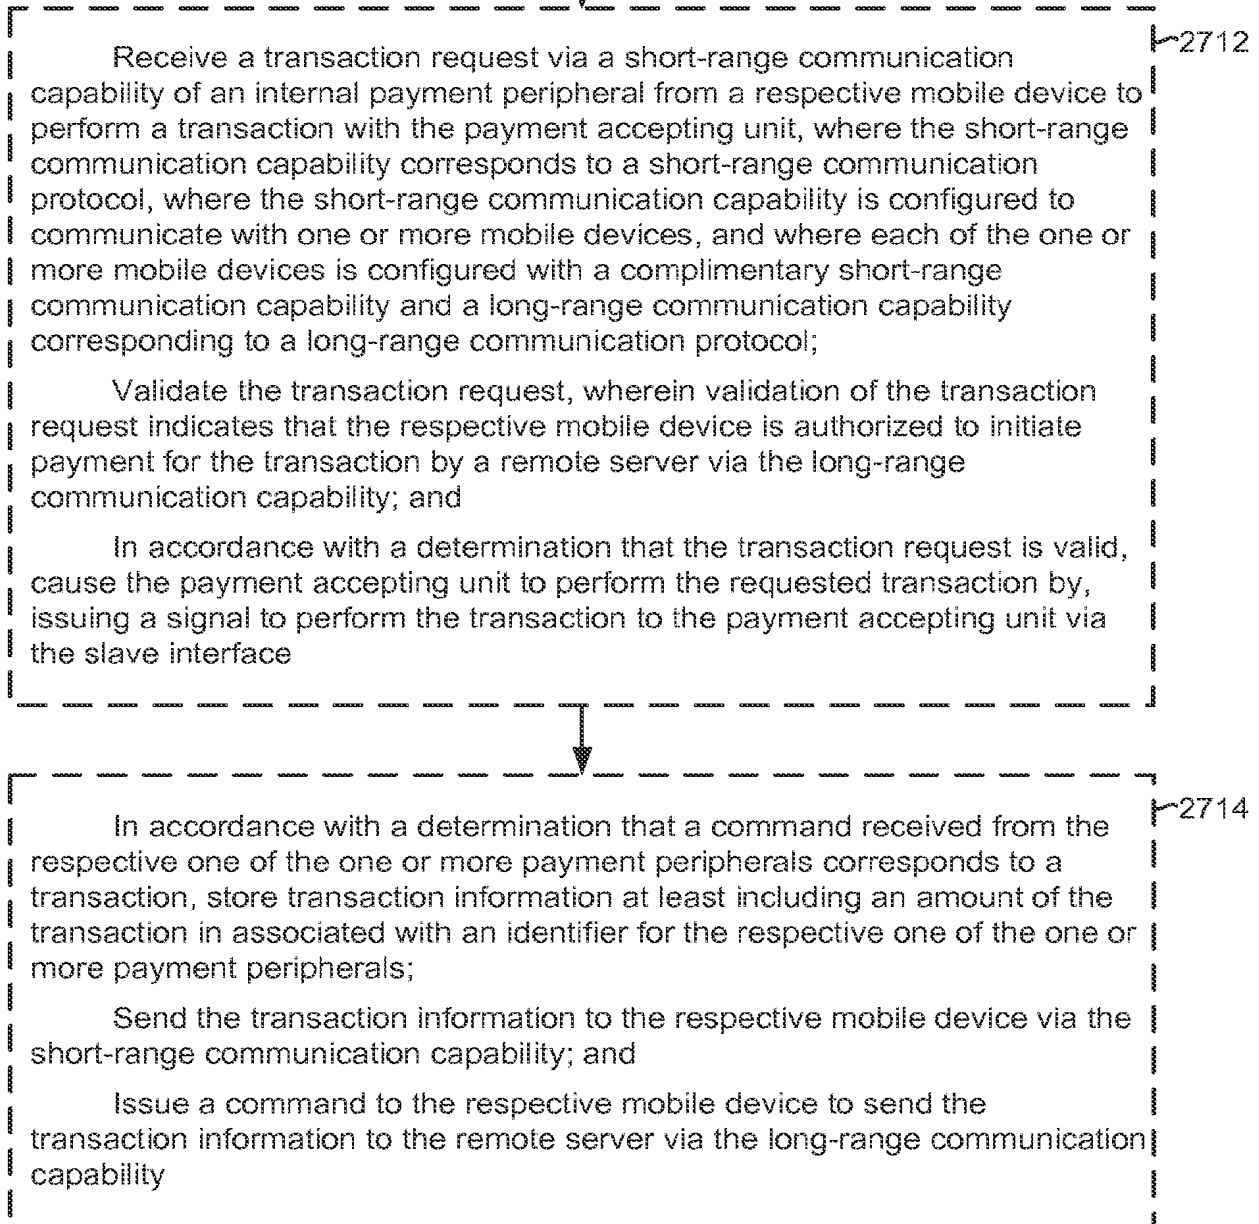 2712
Receive a transaction request via a short-range communication
capability of an internal payment peripheral from a respective mobile device to
perform a transaction with the payment accepting unit, where the short-range
communication capability corresponds to a short-range communication
protocol, where the short-range communication capability is configured to
communicate with one or more mobile devices, and where each of the one or
more mobile devices is configured with a complimentary short-range
communication capability and a long-range communication capability
corresponding to a long-range communication protocol;
Validate the transaction request, wherein validation of the transaction
request indicates that the respective mobile device is authorized to initiate
payment for the transaction by a remote server via the long-range
communication capability; and
In accordance with a determination that the transaction request is valid,
cause the payment accepting unit to perform the requested transaction by,
issuing a signal to perform the transaction to the payment accepting unit via
the slave interface
2714
In accordance with a determination that a command received from the
respective one of the one or more payment peripherals corresponds to a
transaction, store transaction information at least including an amount of the
transaction in associated with an identifier for the respective one of the one or
more payment peripherals;
Send the transaction information to the respective mobile device via the
short-range communication capability; and
Issue a command to the respective mobile device to send the
transaction information to the remote server via the long-range communication
capability